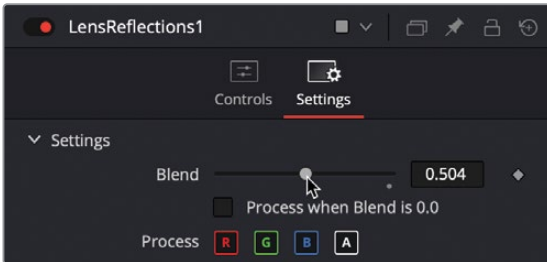 LensReflections1
Controls Settings
Settings
Blend 0.504
Process when Blend is 0.0
Process R G B A